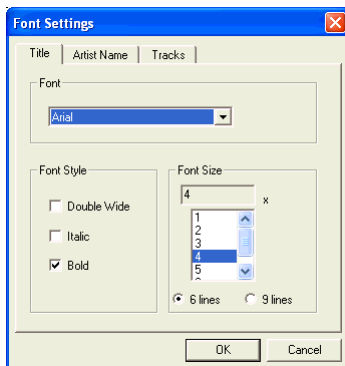 Font Settings
Title Artist Name Tracks
Font
Arial
Font Style
Double Wide
Italic
Bold
Font Size
4 x
1
2
3
4
5
6 lines 9 lines
OK Cancel